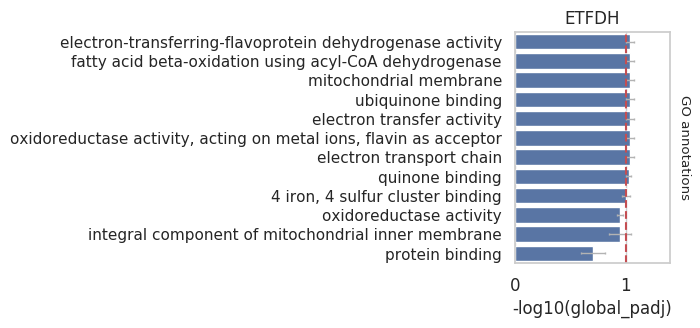 ETFDH
electron-transferring-flavoprotein dehydrogenase activity
fatty acid beta-oxidation using acyl-CoA dehydrogenase
mitochondrial membrane
ubiquinone binding
electron transfer activity
oxidoreductase activity, acting on metal ions, flavin as acceptor
electron transport chain
quinone binding
4 iron, 4 sulfur cluster binding
oxidoreductase activity
integral component of mitochondrial inner membrane
protein binding
GO annotations
0 1
-log10(global_padj)